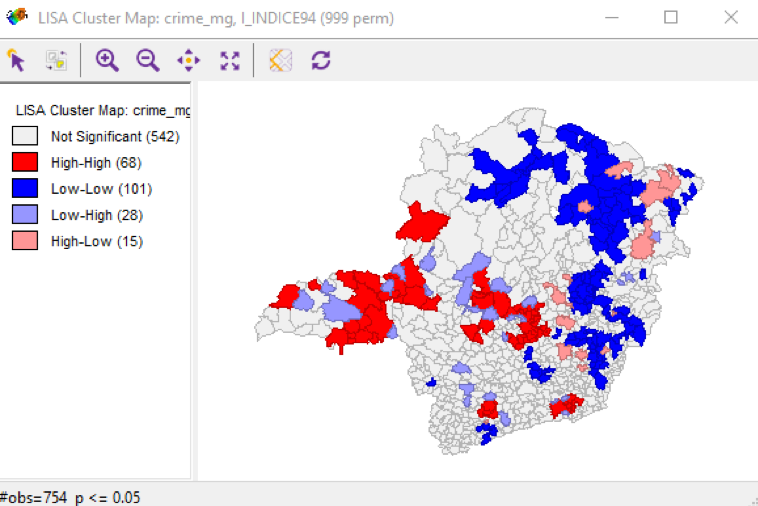 LISA Cluster Map: crime_mg, I_INDICE94 (999 perm)
LISA Cluster Map: crime_mg
Not Significant (542)
High-High (68)
Low-Low (101)
Low-High (28)
High-Low (15)
#obs=754 p <= 0.05